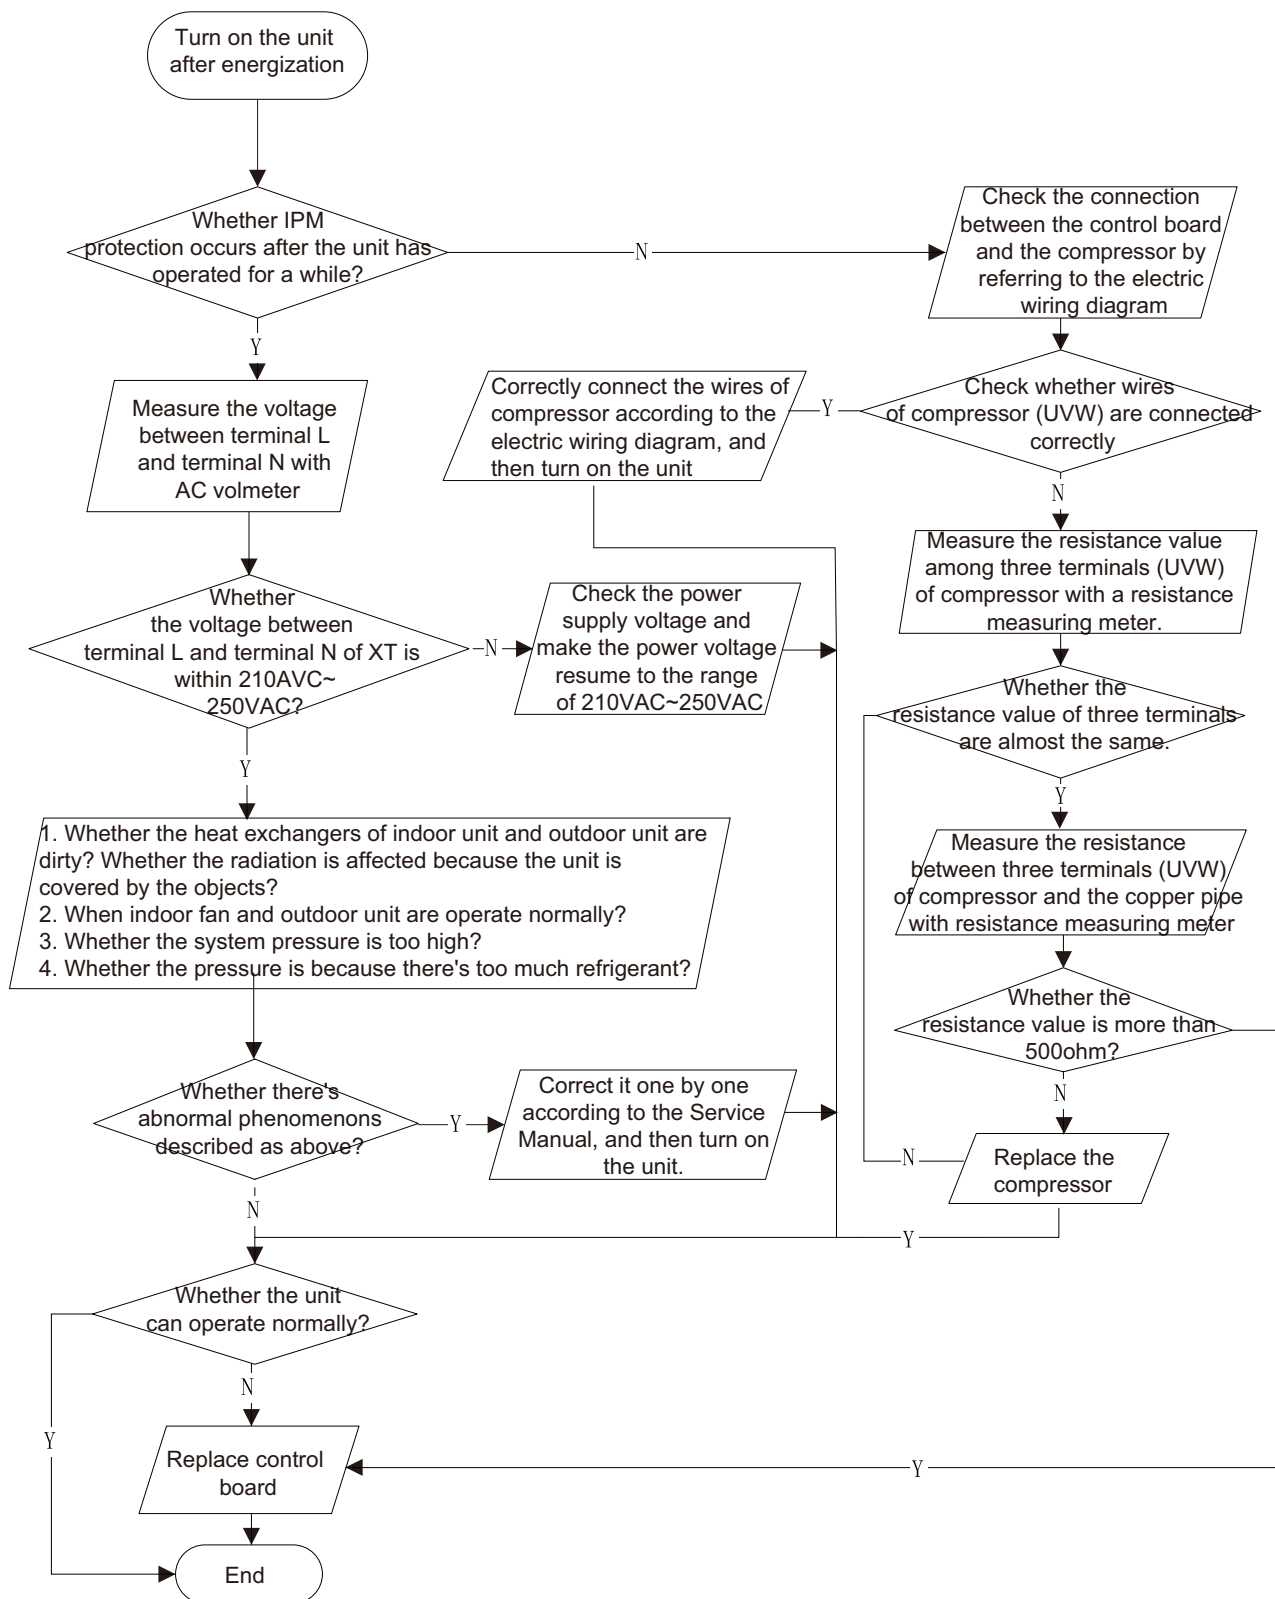 Turn on the unit
after energization
Whether IPM
protection occurs after the unit has
operated for a while?
N
Check the connection
between the control board
and the compressor by
referring to the electric
wiring diagram
Y
Measure the voltage
between terminal L
and terminal N with
AC volmeter
Correctly connect the wires of
compressor according to the
electric wiring diagram, and
then turn on the unit
Y
Check whether wires
of compressor (UVW) are connected
correctly
N
Measure the resistance value
among three terminals (UVW)
of compressor with a resistance
measuring meter.
Whether
the voltage between
terminal L and terminal N of XT is
within 210AVC~
250VAC?
N
Check the power
supply voltage and
make the power voltage
resume to the range
of 210VAC~250VAC
Whether the
resistance value of three terminals
are almost the same.
Y
Y
1. Whether the heat exchangers of indoor unit and outdoor unit are
dirty? Whether the radiation is affected because the unit is
covered by the objects?
2. When indoor fan and outdoor unit are operate normally?
3. Whether the system pressure is too high?
4. Whether the pressure is because there's too much refrigerant?
Measure the resistance
between three terminals (UVW)
of compressor and the copper pipe
with resistance measuring meter
Whether the
resistance value is more than
500ohm?
N
Whether there's
abnormal phenomenons
described as above?
Y
Correct it one by one
according to the Service
Manual, and then turn on
the unit.
N
Replace the
compressor
N
Y
Whether the unit
can operate normally?
N
Y
Replace control
board
Y
End